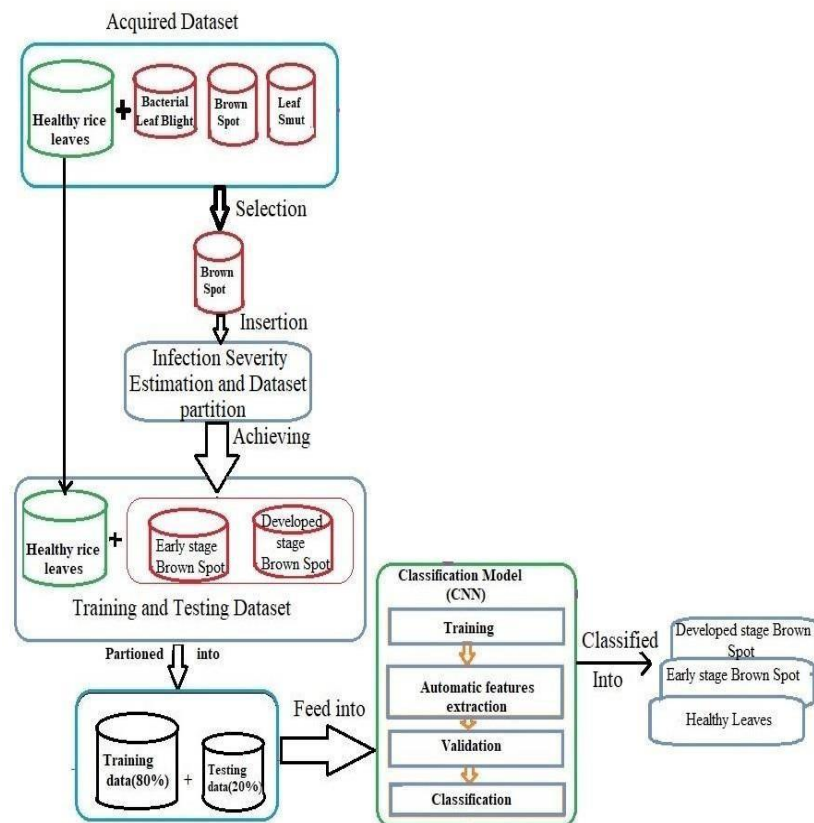 Acquired Dataset
Healthy rice
leaves
+
Bacterial
Leaf Blight
Brown
Spot
Leaf
Smut
Selection
Brown
Spot
Insertion
Infection Severity
Estimation and Dataset
partition
Achieving
Healthy rice
leaves
+
Early stage
Brown Spot
Developed
stage
Brown Spot
Training and Testing Dataset
Partioned into
Training
data(80%)
+
Testing
data(20%)
Feed into
Classification Model
(CNN)
Training
Automatic features
extraction
Validation
Classification
Classified
Into
Developed stage Brown
Spot
Early stage Brown Spot
Healthy Leaves